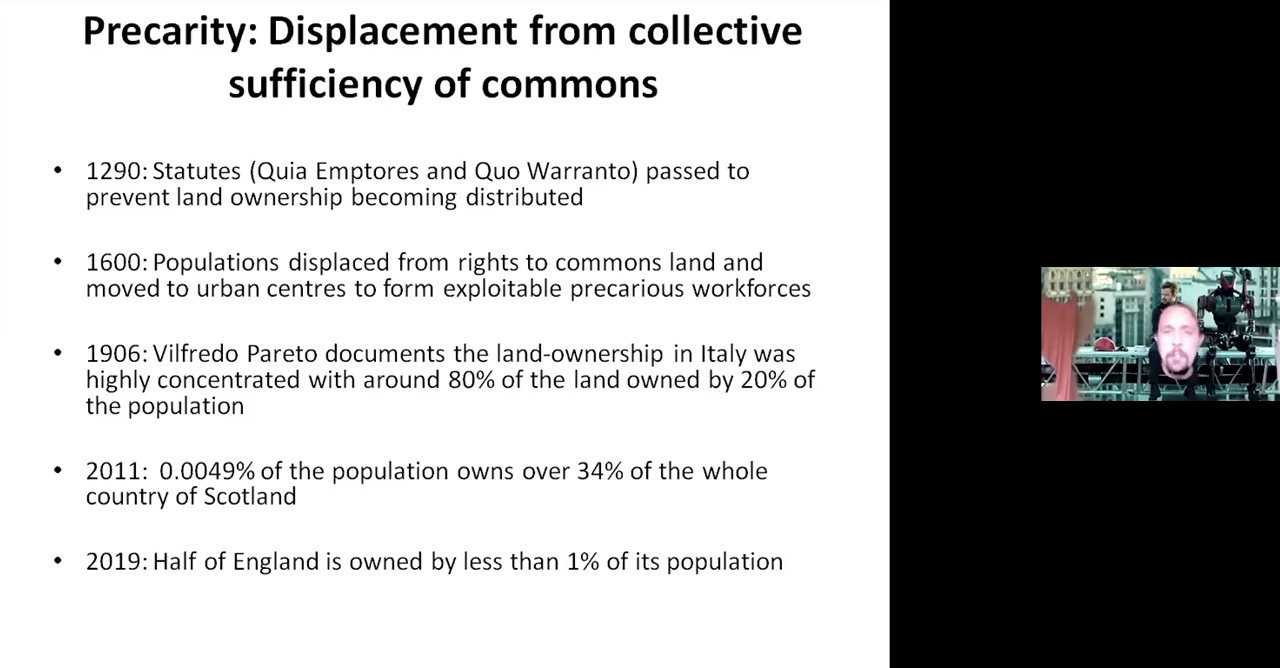 Precarity: Displacement from collective
sufficiency of commons
• 1290: Statutes (Quia Emptores and Quo Warranto) passed to
prevent land ownership becoming distributed
• 1600: Populations displaced from rights to commons land and
moved to urban centres to form exploitable precarious workforces
• 1906: Vilfredo Pareto documents the land-ownership in Italy was
highly concentrated with around 80% of the land owned by 20% of
the population
• 2011: 0.0049% of the population owns over 34% of the whole
country of Scotland
• 2019: Half of England is owned by less than 1% of its population